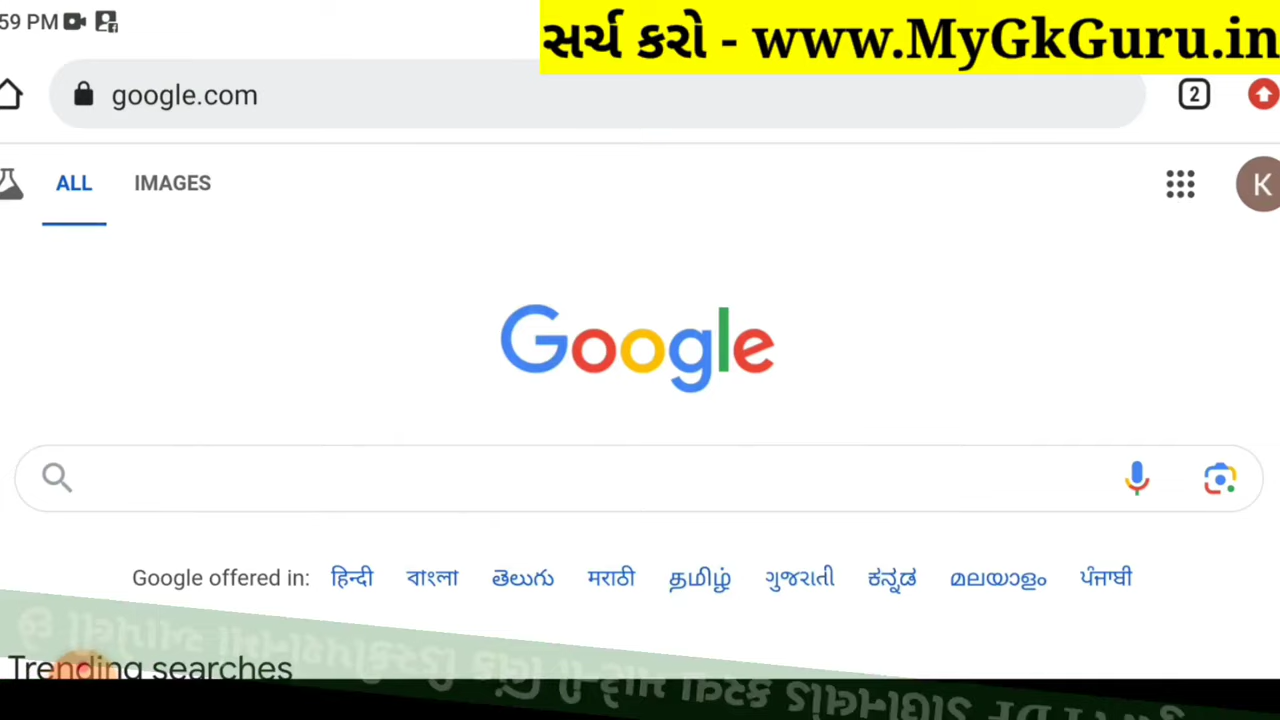 59 PM
સર્ચ કરો - www.MyGkGuru.in
google.com
2
ALL IMAGES
K
Google
Google offered in: हिन्दी বাংলা తెలుగు मराठी தமிழ் ગુજરાતી ಕನ್ನಡ മലയാളം ਪੰਜਾਬੀ
Trending searches